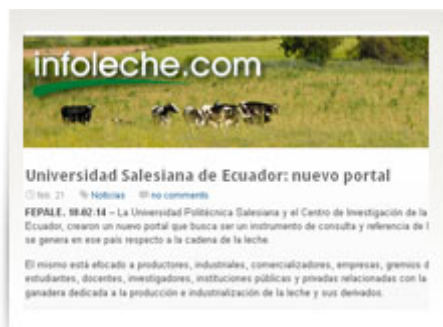 infoleche.com
Universidad Salesiana de Ecuador: nuevo portal
feb, 21 Noticias no comments
FEPALE. 18-02-14 – La Universidad Politécnica Salesiana y el Centro de Investigación de la
Ecuador, crearon un nuevo portal que busca ser un instrumento de consulta y referencia de l
se genera en ese país respecto a la cadena de la leche.
El mismo está efocado a productores, industriales, comercializadores, empresas, gremios d
estudiantes, docentes, investigadores, instituciones públicas y privadas relacionadas con la
ganadera dedicada a la producción e industrialización de la leche y sus derivados.